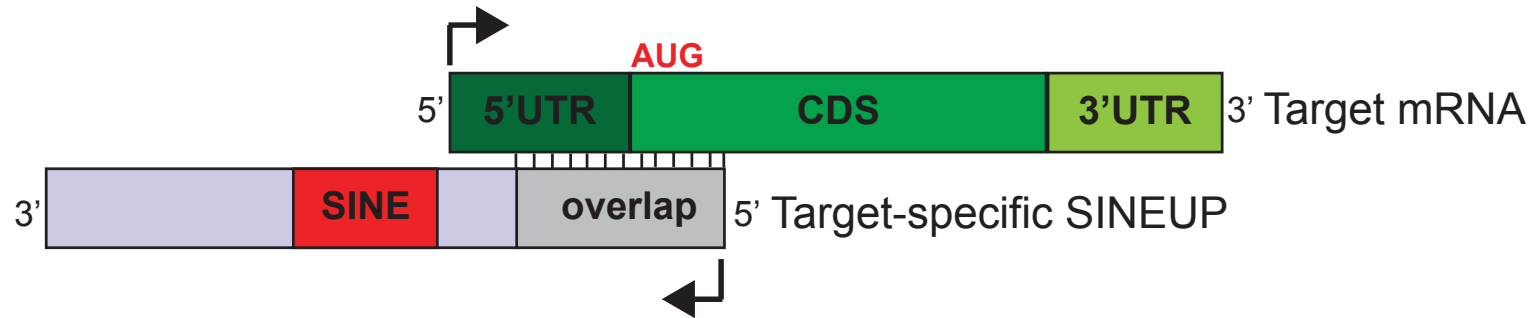 AUG
5’ 5’UTR CDS 3’UTR 3’ Target mRNA
3’ SINE overlap 5’ Target-specific SINEUP